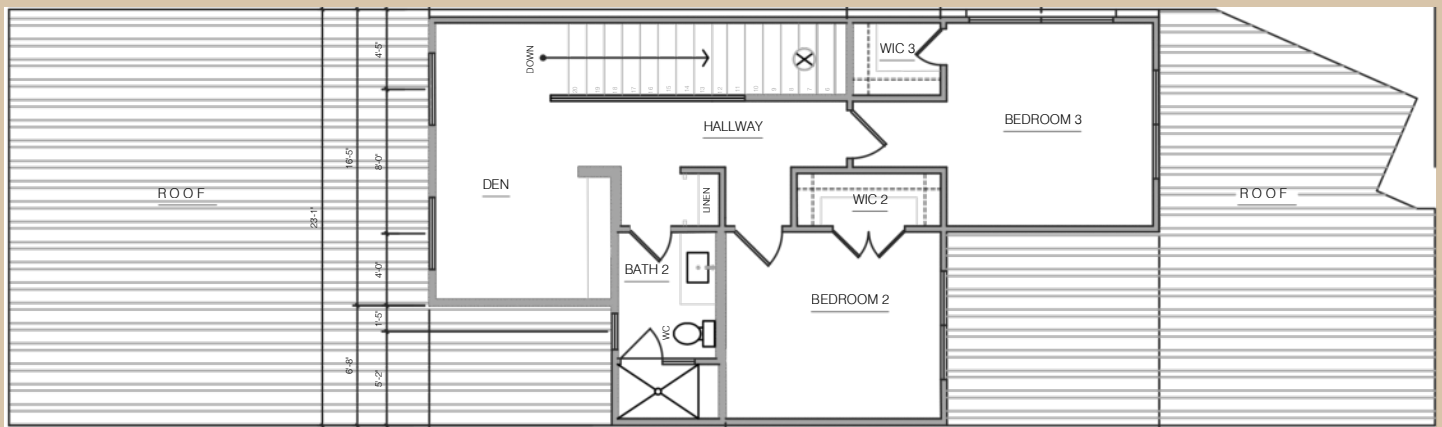 DOWN
WIC 3
HALLWAY
BEDROOM 3
DEN
LINEN
WIC 2
ROOF
ROOF
BATH 2
WC
BEDROOM 2
4'-5"
16'-5"
8'-0"
23'-1"
4'-0"
1'-5"
6'-8"
5'-2"